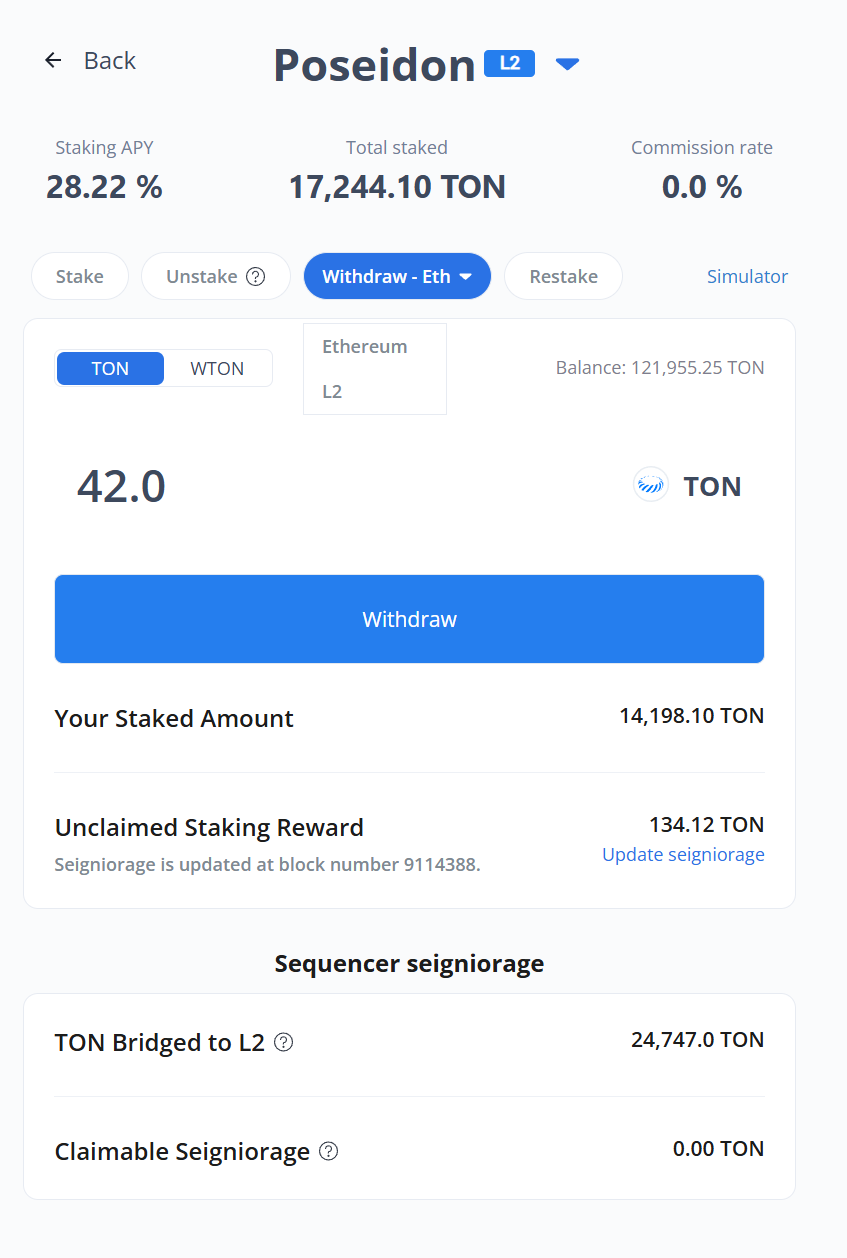 Back
Poseidon L2
Staking APY Total staked Commission rate
28.22 % 17,244.10 TON 0.0 %
Stake Unstake ? Withdraw - Eth Restake Simulator
TON WTON Ethereum Balance: 121,955.25 TON
L2
42.0 TON
Withdraw
Your Staked Amount 14,198.10 TON
Unclaimed Staking Reward 134.12 TON
Seigniorage is updated at block number 9114388. Update seigniorage
Sequencer seigniorage
TON Bridged to L2 ? 24,747.0 TON
Claimable Seigniorage ? 0.00 TON